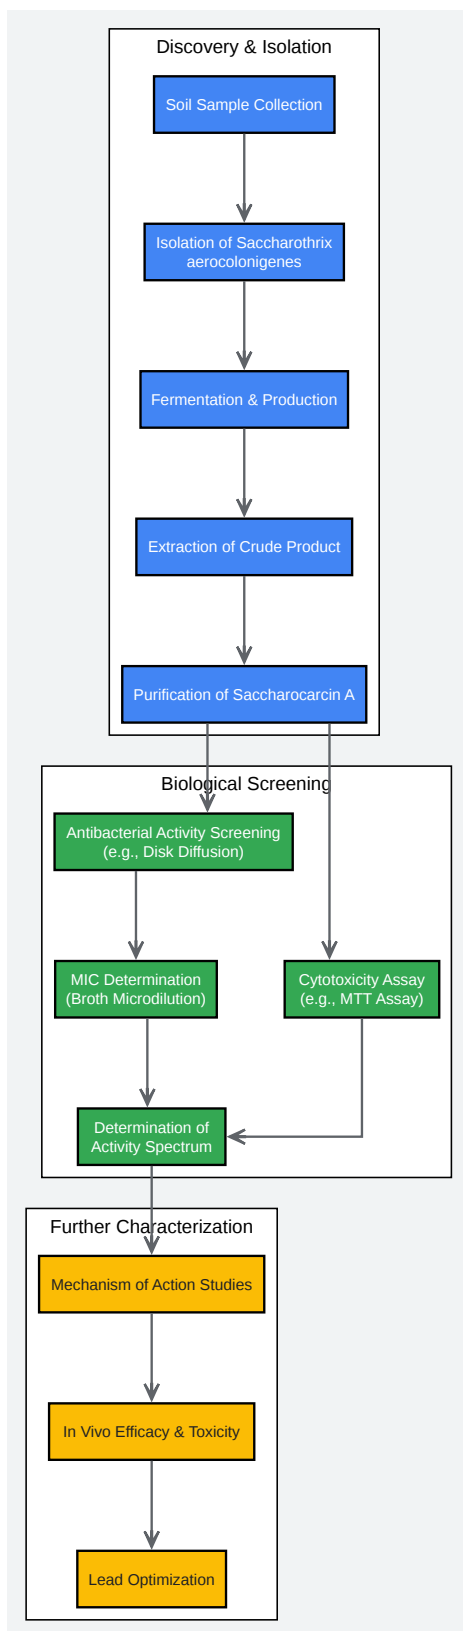 Discovery & Isolation
Soil Sample Collection
Isolation of Saccharothrix
aerocolonigenes
Fermentation & Production
Extraction of Crude Product
Purification of Saccharocarcin A
Biological Screening
Antibacterial Activity Screening
(e.g., Disk Diffusion)
MIC Determination
(Broth Microdilution)
Cytotoxicity Assay
(e.g., MTT Assay)
Determination of
Activity Spectrum
Further Characterization
Mechanism of Action Studies
In Vivo Efficacy & Toxicity
Lead Optimization